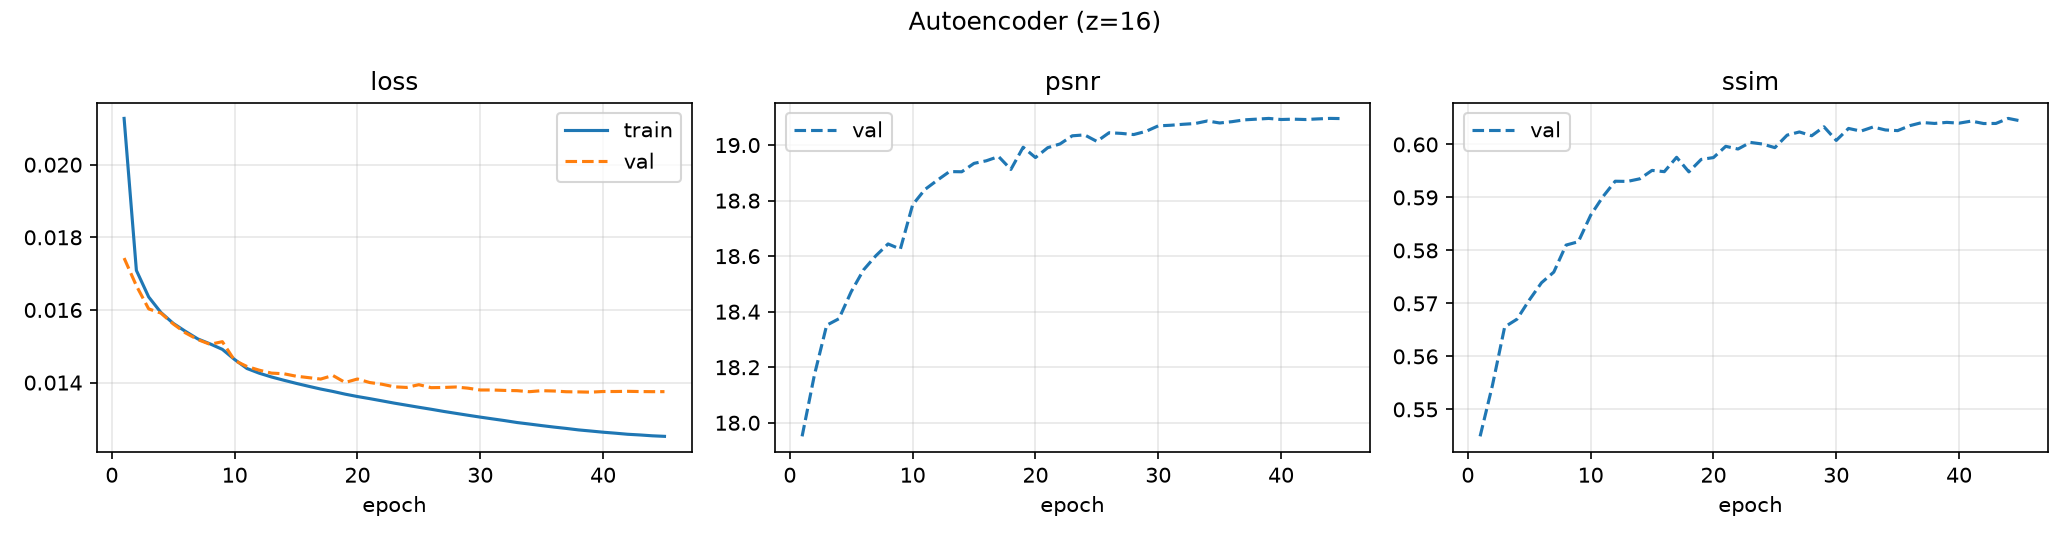 Autoencoder (z=16)
loss
train
val
0.020
0.018
0.016
0.014
0
10
20
30
40
epoch
psnr
val
19.0
18.8
18.6
18.4
18.2
18.0
0
10
20
30
40
epoch
ssim
val
0.60
0.59
0.58
0.57
0.56
0.55
0
10
20
30
40
epoch